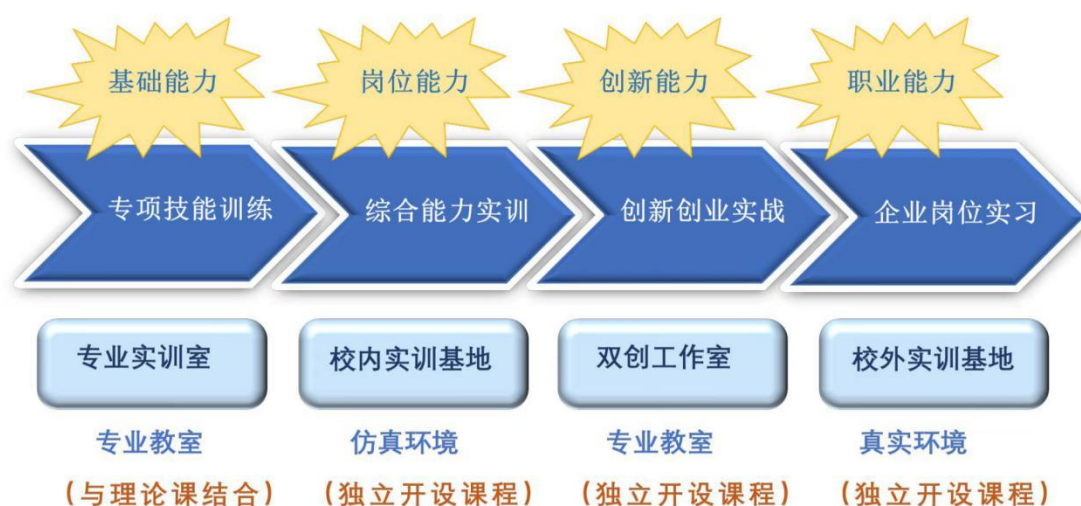 基础能力 岗位能力 创新能力 职业能力
专项技能训练 综合能力实训 创新创业实战 企业岗位实习
专业实训室 校内实训基地 双创工作室 校外实训基地
专业教室 仿真环境 专业教室 真实环境
(与理论课结合) (独立开设课程) (独立开设课程) (独立开设课程)